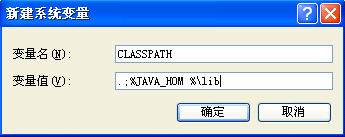 新建系统变量
变量名(N): CLASSPATH
变量值(V): .;%JAVA_HOM %\lib
确定 取消